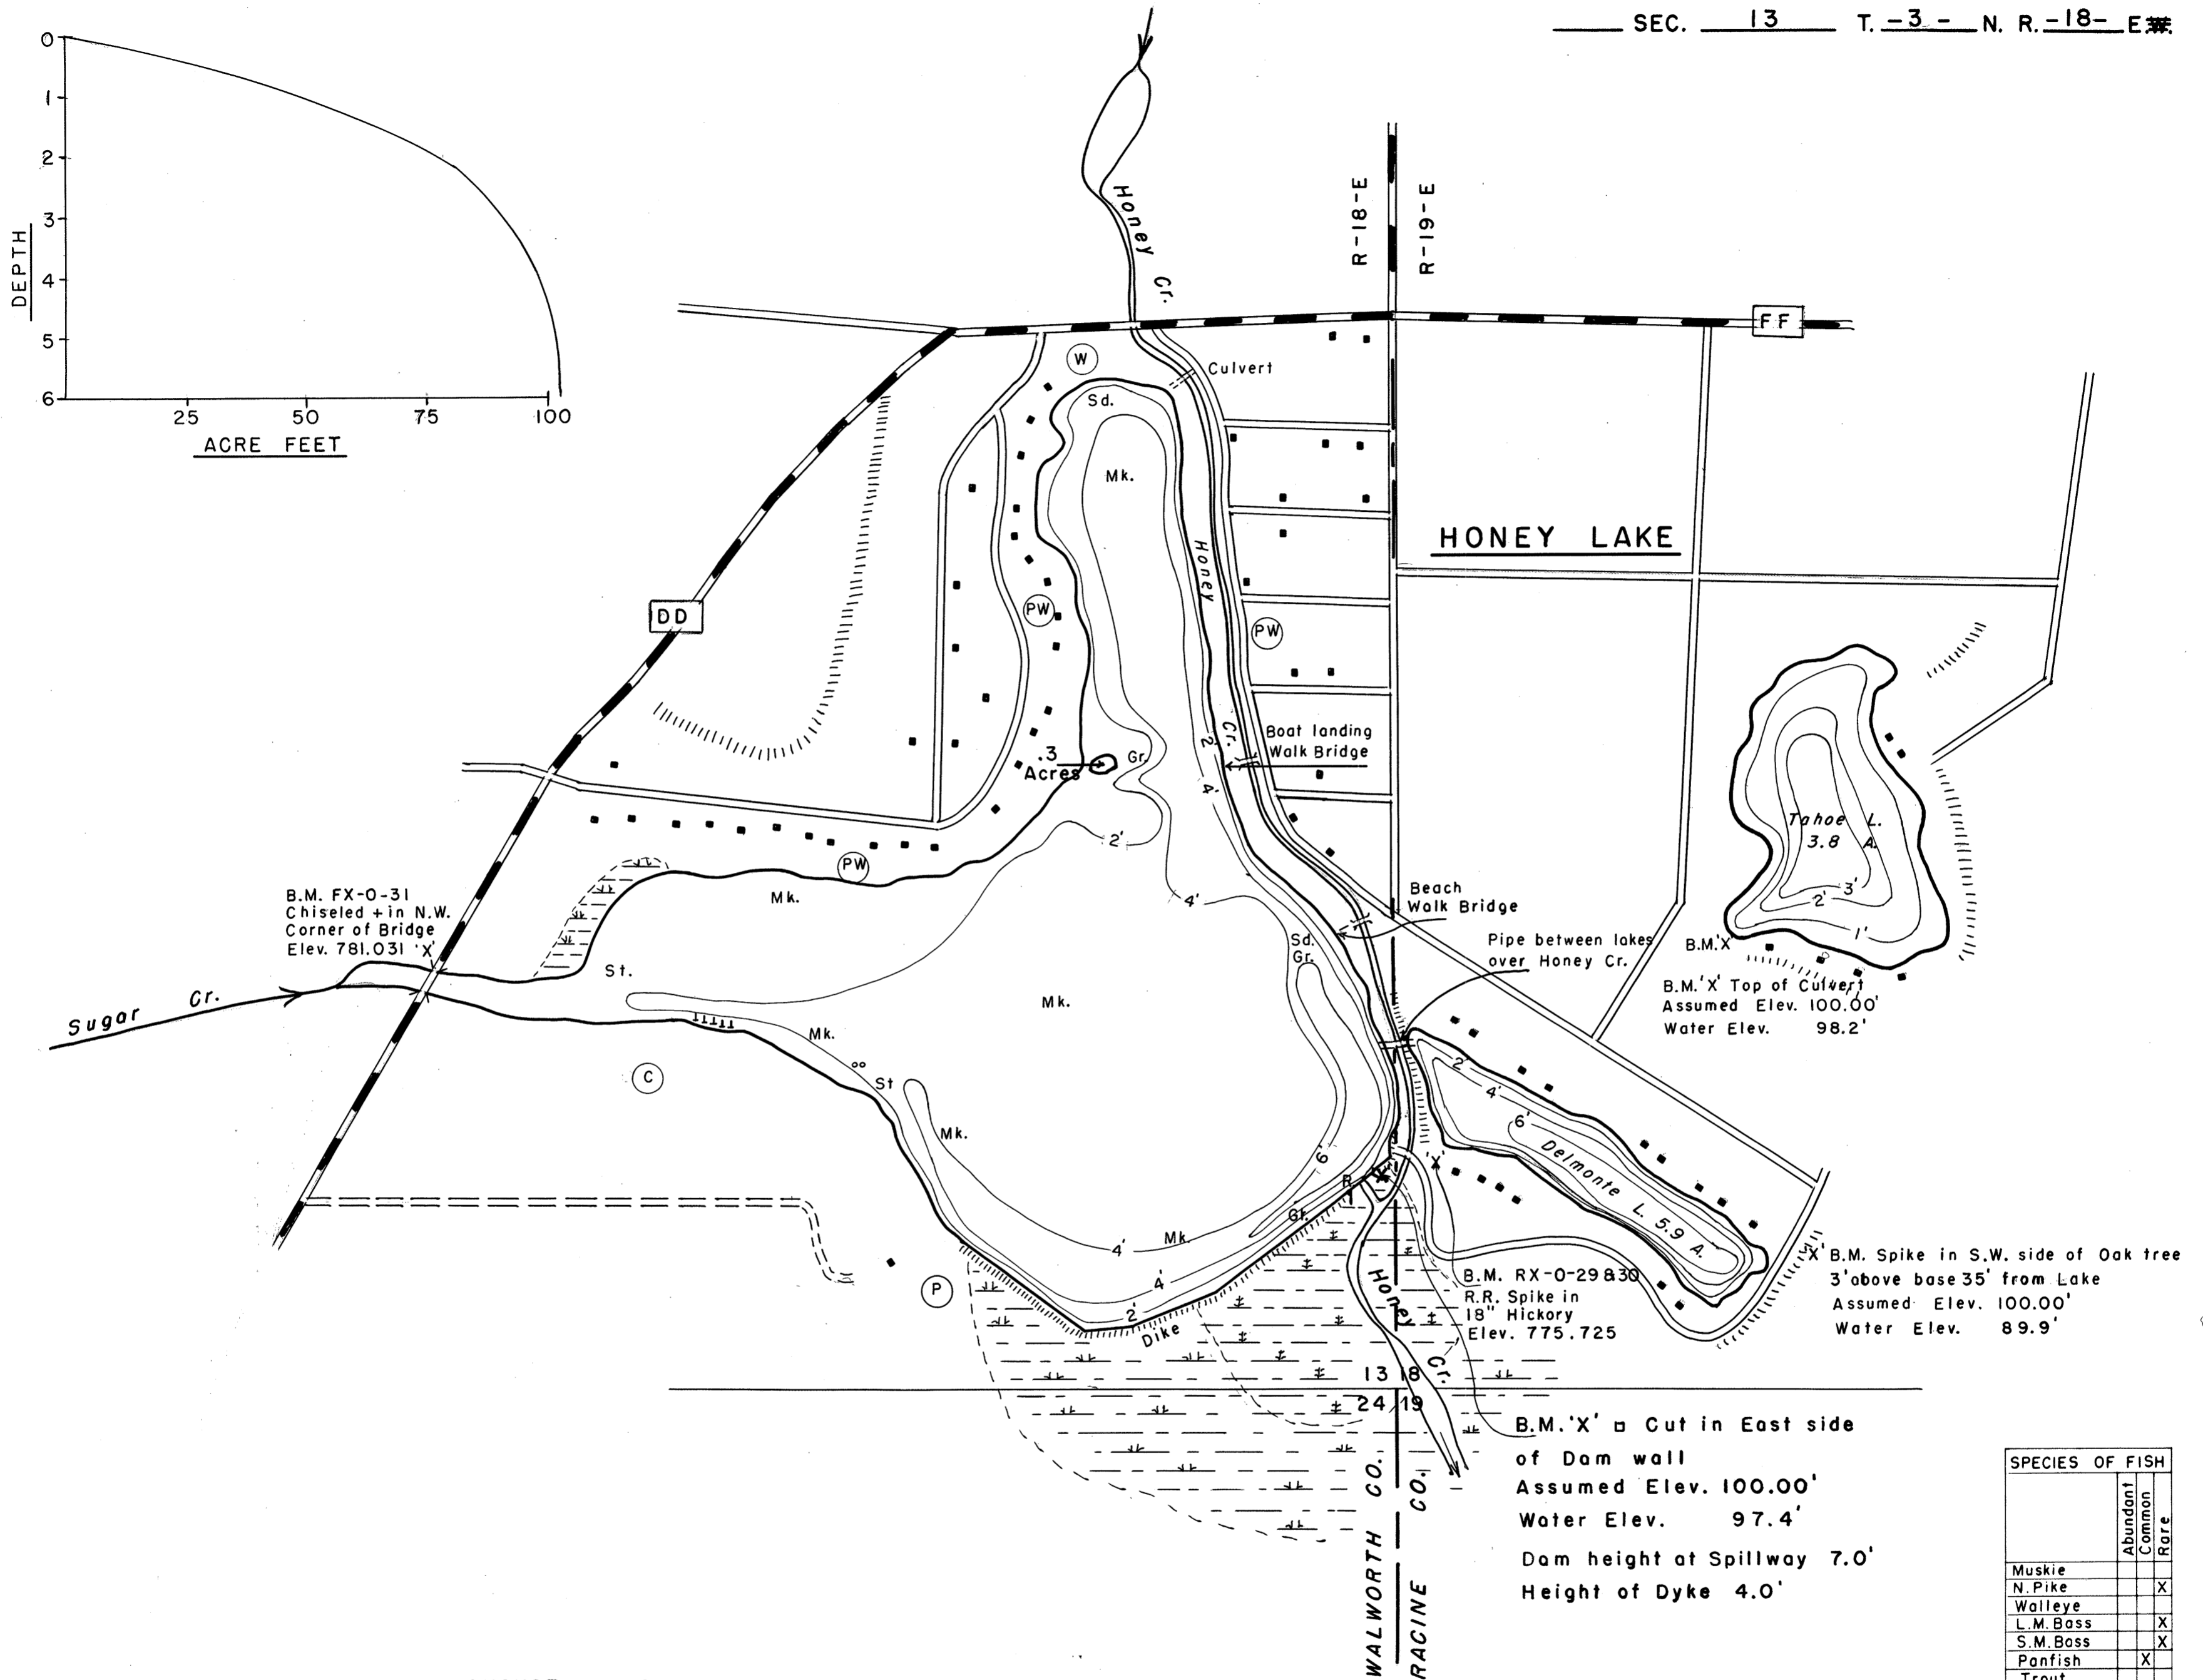 SEC. 13 T. -3- N. R. -18- E.
0
1
2
3
4
5
6
DEPTH
25 50 75 100
ACRE FEET
Honey Cr.
R-18-E
R-19-E
FF
W
Culvert
Sd.
Mk.
HONEY LAKE
Honey Cr.
DD
PW
PW
Boat landing
Walk Bridge
.3
Acres
Gr.
2'
4'
2'
Tahoe L.
3.8 A.
3'
2'
1'
PW
Mk.
4'
Beach
Walk Bridge
B.M. FX-0-31
Chiseled + in N.W.
Corner of Bridge
Elev. 781.031 'X'
Sd.
Gr.
Pipe between lakes
over Honey Cr.
B.M.'X'
B.M.'X' Top of Culvert
Assumed Elev. 100.00'
Water Elev. 98.2'
St.
Mk.
Sugar Cr.
Mk.
C
St
Mk.
2'
4'
6'
6'
Delmonte L. 5.9 A.
'X'
R
X
Gr.
P
4'
Mk.
4'
2'
Dike
Honey Cr.
B.M. RX-0-29&30
R.R. Spike in
18" Hickory
Elev. 775.725
'X' B.M. Spike in S.W. side of Oak tree
3' above base 35' from Lake
Assumed Elev. 100.00'
Water Elev. 89.9'
13 18
24 19
B.M.'X' □ Cut in East side
of Dam wall
Assumed Elev. 100.00'
Water Elev. 97.4'
Dam height at Spillway 7.0'
Height of Dyke 4.0'
WALWORTH CO.
RACINE CO.
SPECIES OF FISH
Abundant
Common
Rare
Muskie
N. Pike X
Walleye
L.M. Bass X
S.M. Bass X
Panfish X
Trout